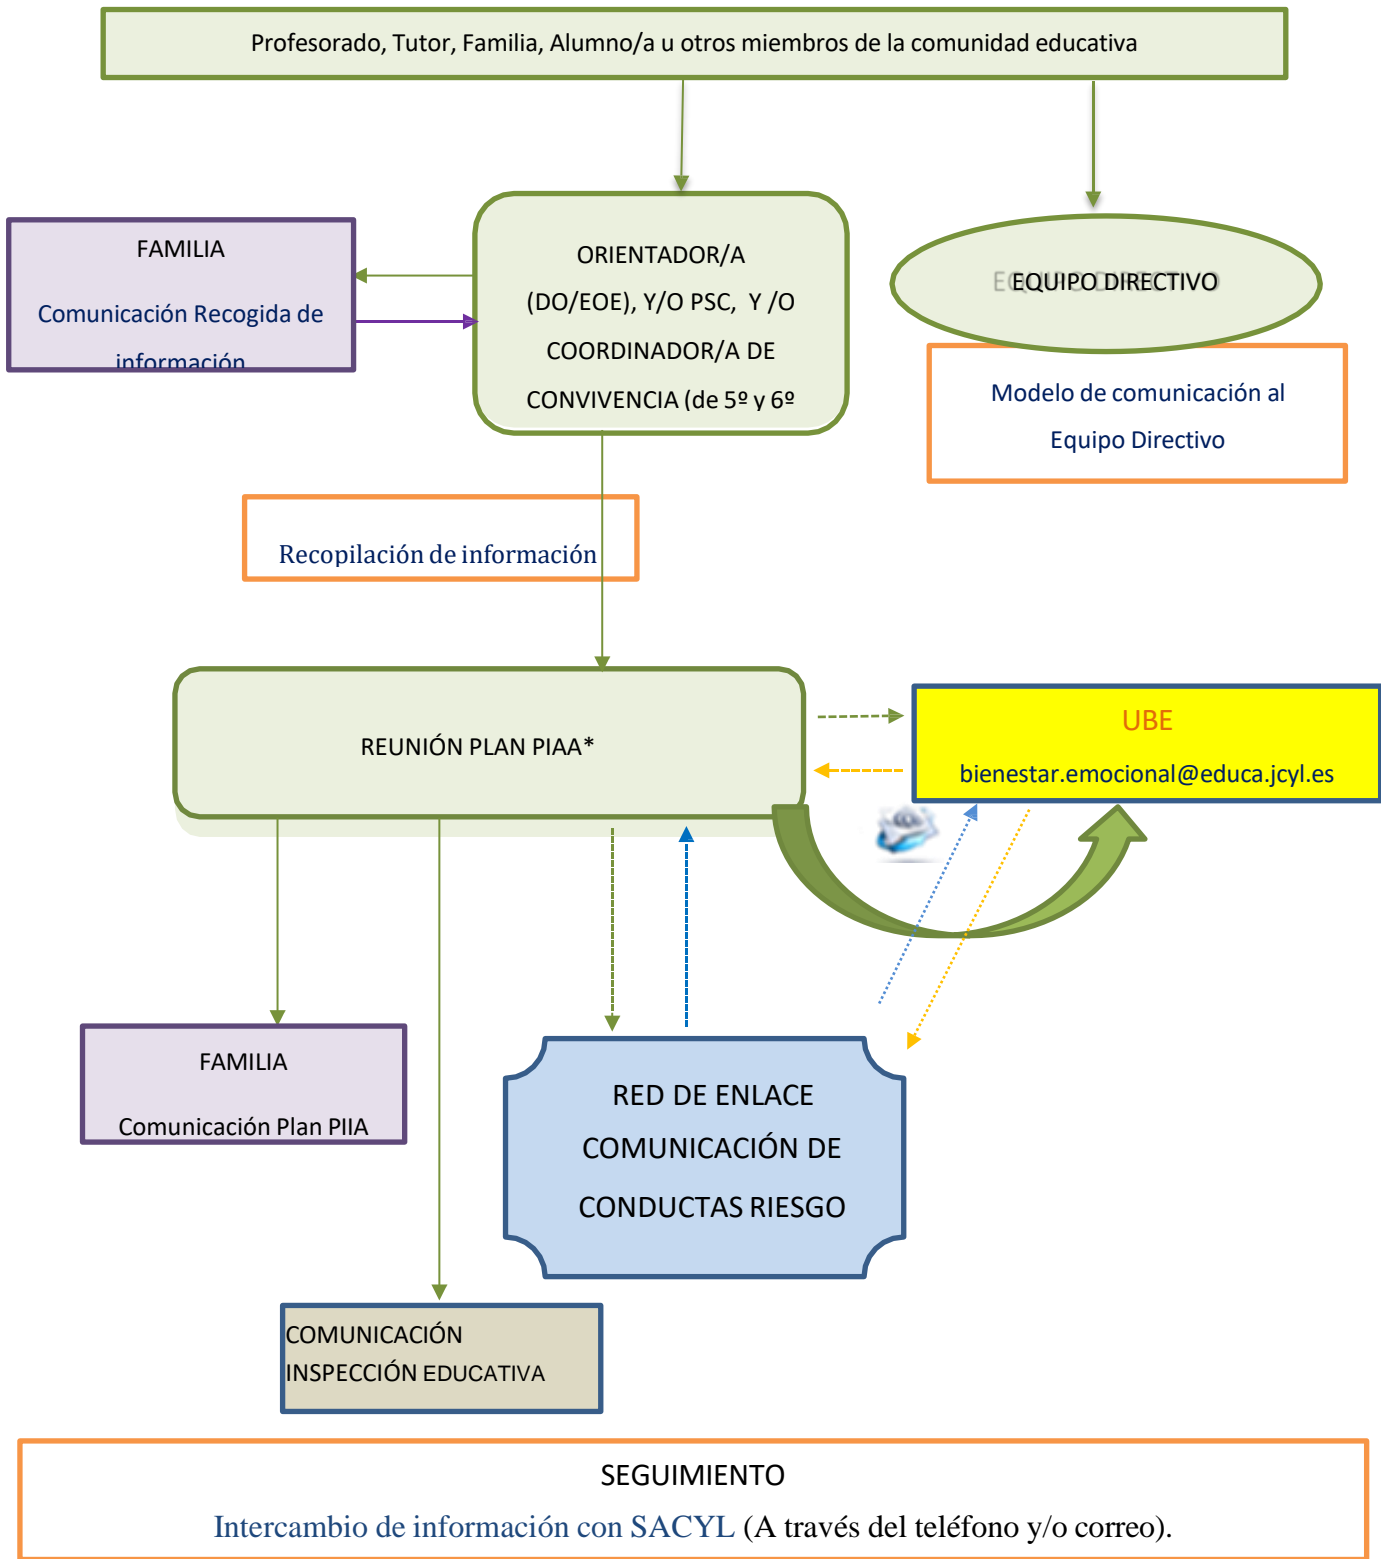 Profesorado, Tutor, Familia, Alumno/a u otros miembros de la comunidad educativa
FAMILIA
Comunicación Recogida de
información
ORIENTADOR/A
(DO/EOE), Y/O PSC, Y /O
COORDINADOR/A DE
CONVIVENCIA (de 5º y 6º
EQUIPO DIRECTIVO
Modelo de comunicación al
Equipo Directivo
Recopilación de información
REUNIÓN PLAN PIAA*
UBE
bienestar.emocional@educa.jcyl.es
FAMILIA
Comunicación Plan PIIA
RED DE ENLACE
COMUNICACIÓN DE
CONDUCTAS RIESGO
COMUNICACIÓN
INSPECCIÓN EDUCATIVA
SEGUIMIENTO
Intercambio de información con SACYL (A través del teléfono y/o correo).